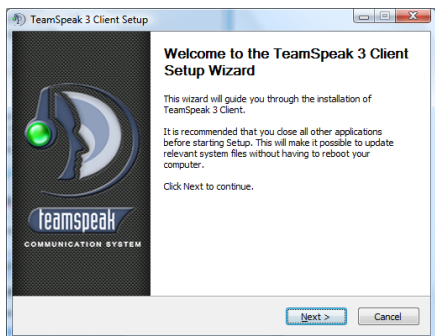 TeamSpeak 3 Client Setup
Welcome to the TeamSpeak 3 Client
Setup Wizard
This wizard will guide you through the installation of
TeamSpeak 3 Client.
It is recommended that you close all other applications
before starting Setup. This will make it possible to update
relevant system files without having to reboot your
computer.
Click Next to continue.
teamspeak
COMMUNICATION SYSTEM
Next >
Cancel